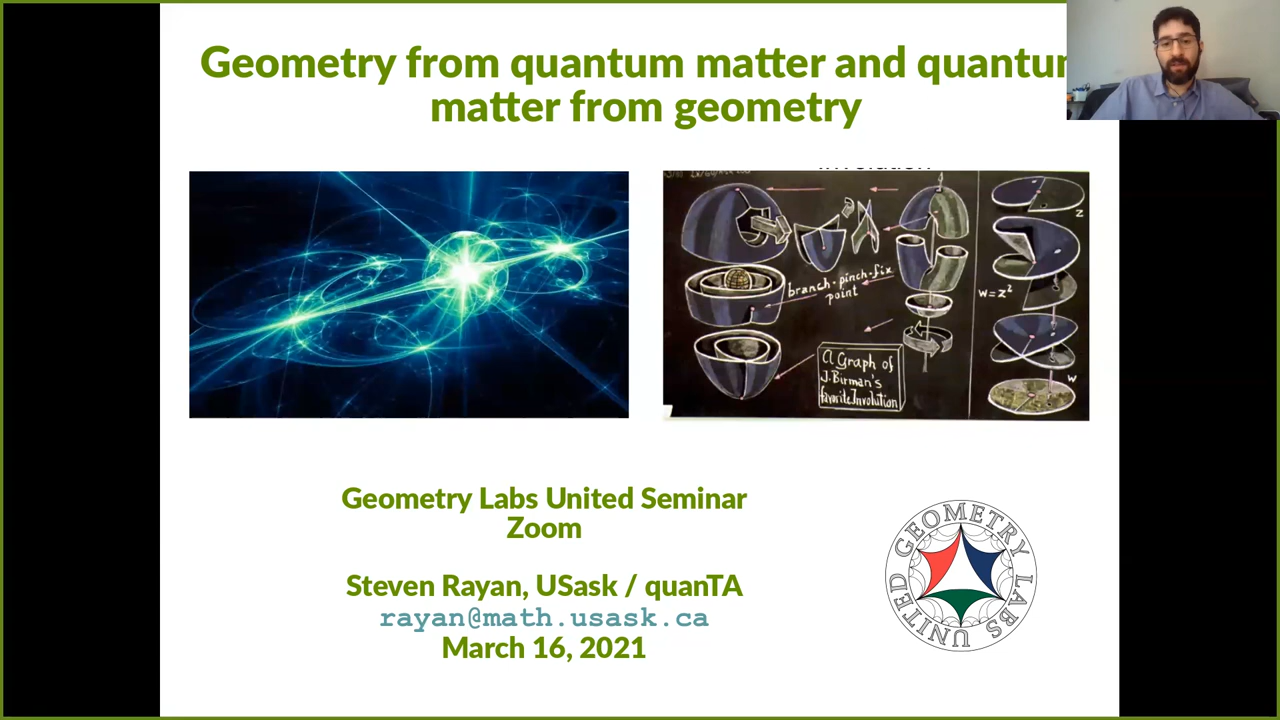 Geometry from quantum matter and quantum
matter from geometry
branch-pinch-fix
point
z
w=z²
w
A Graph of
J. Birman's
favorite Involution
Geometry Labs United Seminar
Zoom
Steven Rayan, USask / quanTA
rayan@math.usask.ca
March 16, 2021
GEOMETRY LABS UNITED